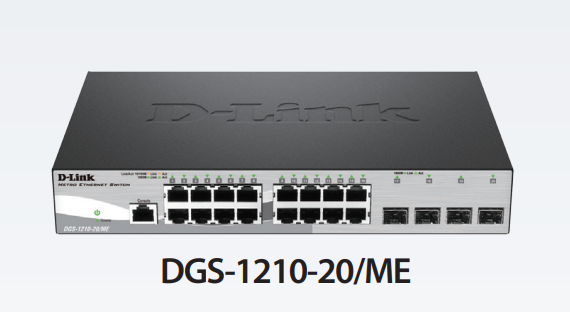 D-Link
D-Link
METRO ETHERNET SWITCH
Console
DGS-1210-20/ME
DGS-1210-20/ME